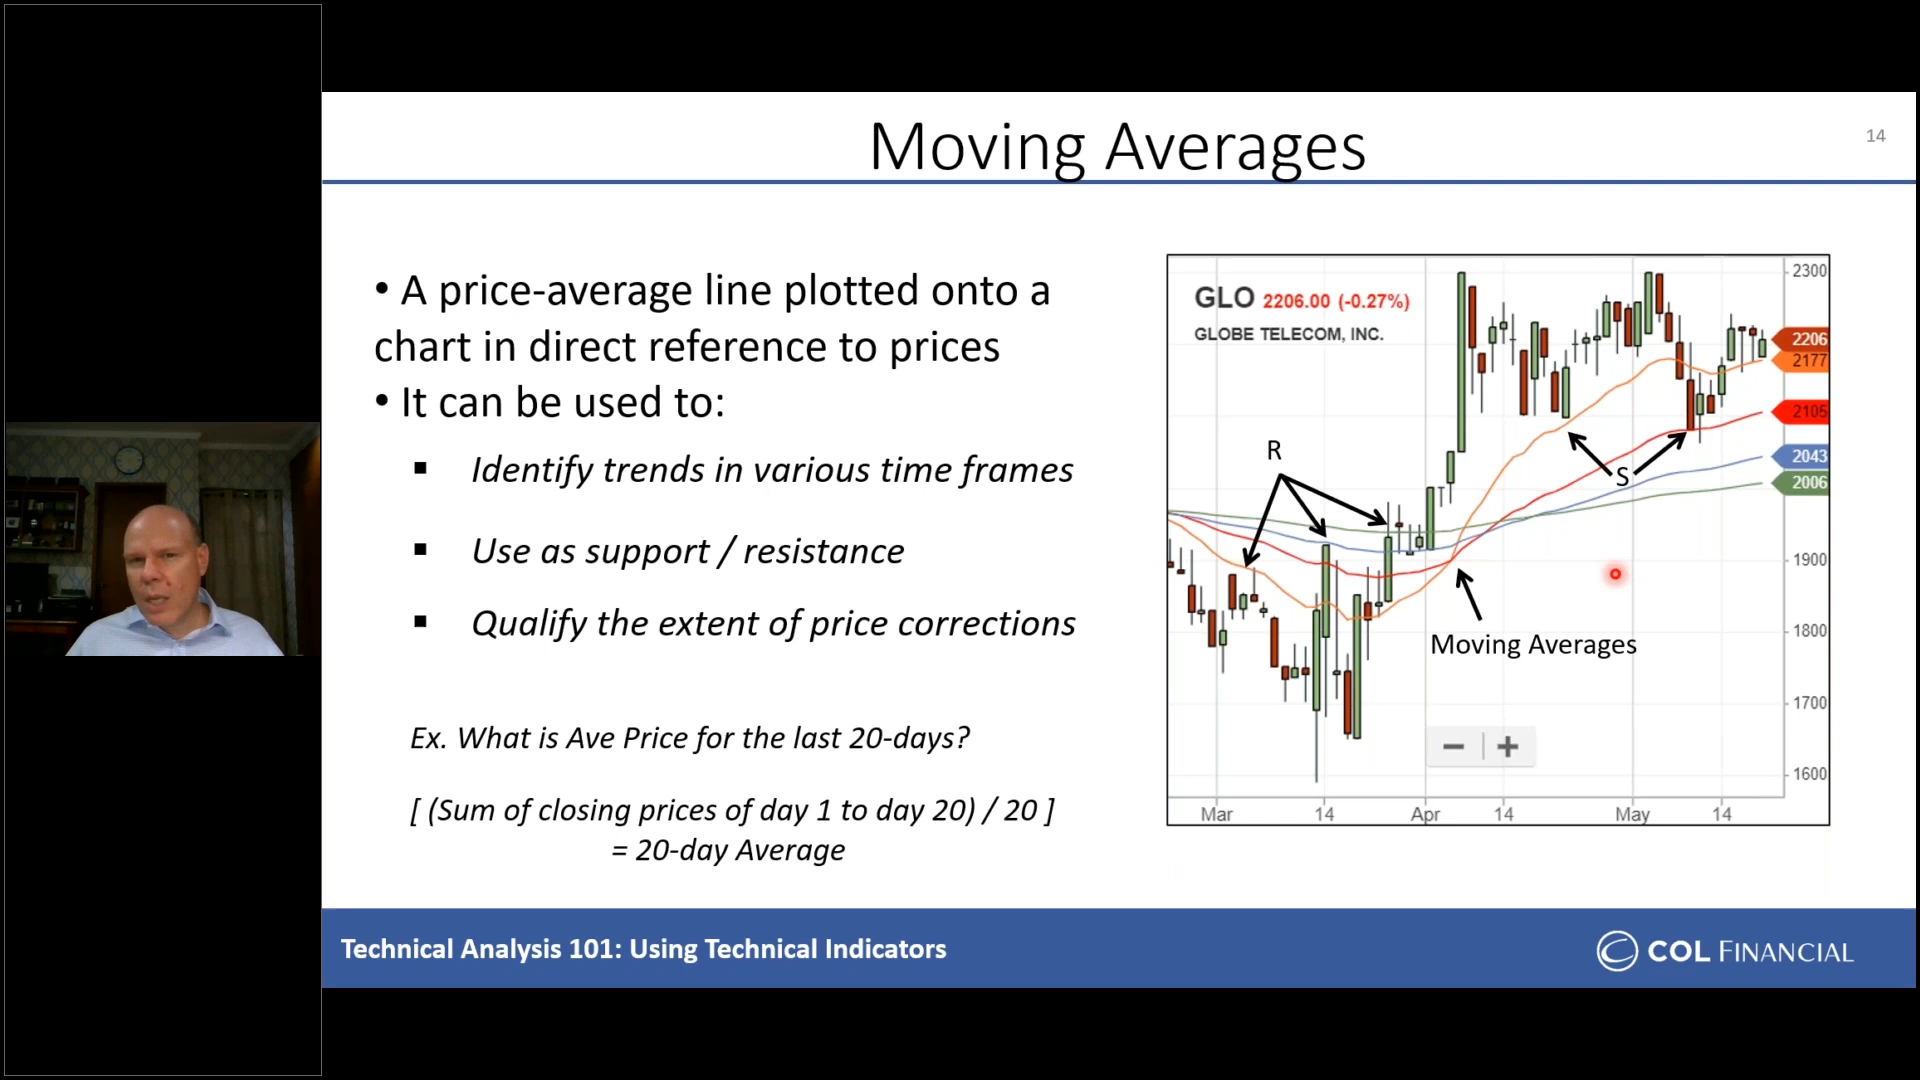 Moving Averages
14
• A price-average line plotted onto a
chart in direct reference to prices
• It can be used to:
▪ Identify trends in various time frames
▪ Use as support / resistance
▪ Qualify the extent of price corrections
Ex. What is Ave Price for the last 20-days?
[ (Sum of closing prices of day 1 to day 20) / 20 ]
= 20-day Average
GLO 2206.00 (-0.27%)
GLOBE TELECOM, INC.
2300
2206
2177
2105
2043
2006
1900
1800
1700
1600
R
S
Moving Averages
− | +
Mar 14 Apr 14 May 14
Technical Analysis 101: Using Technical Indicators
COL FINANCIAL